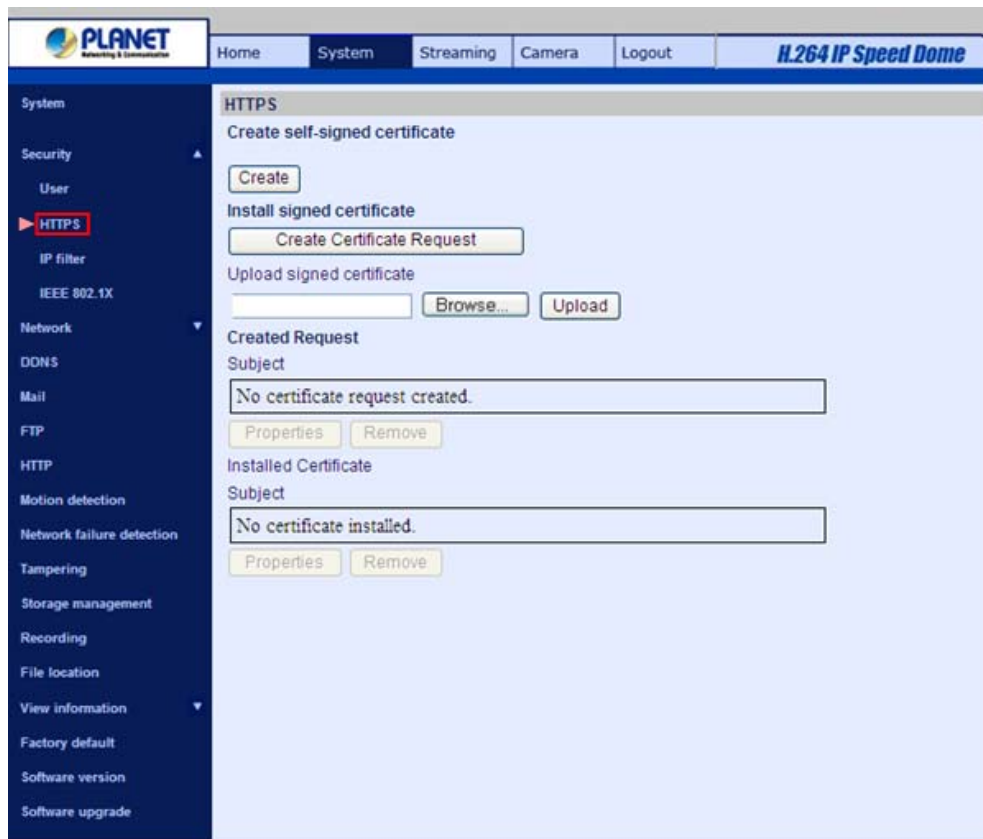 PLANET
Networking & Communication
Home System Streaming Camera Logout H.264 IP Speed Dome
System
Security
User
HTTPS
IP filter
IEEE 802.1X
Network
DDNS
Mail
FTP
HTTP
Motion detection
Network failure detection
Tampering
Storage management
Recording
File location
View information
Factory default
Software version
Software upgrade
HTTPS
Create self-signed certificate
Create
Install signed certificate
Create Certificate Request
Upload signed certificate
Browse... Upload
Created Request
Subject
No certificate request created.
Properties Remove
Installed Certificate
Subject
No certificate installed.
Properties Remove